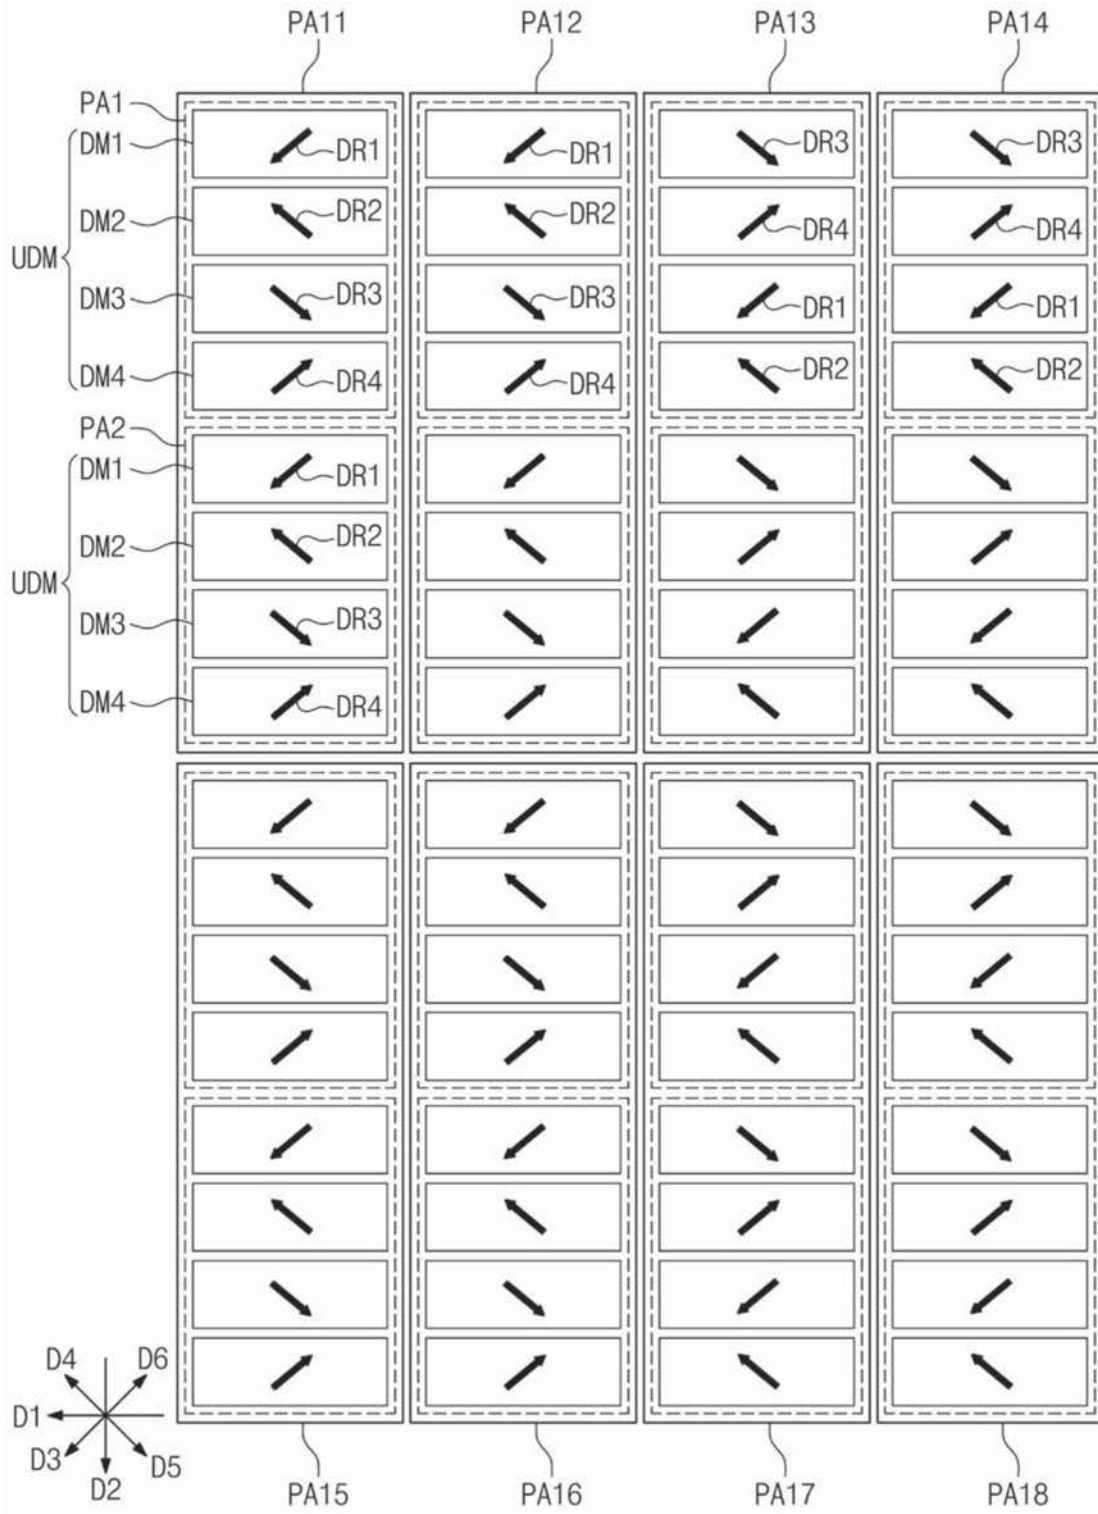 PA11 PA12 PA13 PA14
PA1
DM1 DR1 DR1 DR3 DR3
DM2 DR2 DR2 DR4 DR4
UDM
DM3 DR3 DR3 DR1 DR1
DM4 DR4 DR4 DR2 DR2
PA2
DM1 DR1
DM2 DR2
UDM
DM3 DR3
DM4 DR4
D4 D6
D1
D3 D5
D2
PA15 PA16 PA17 PA18